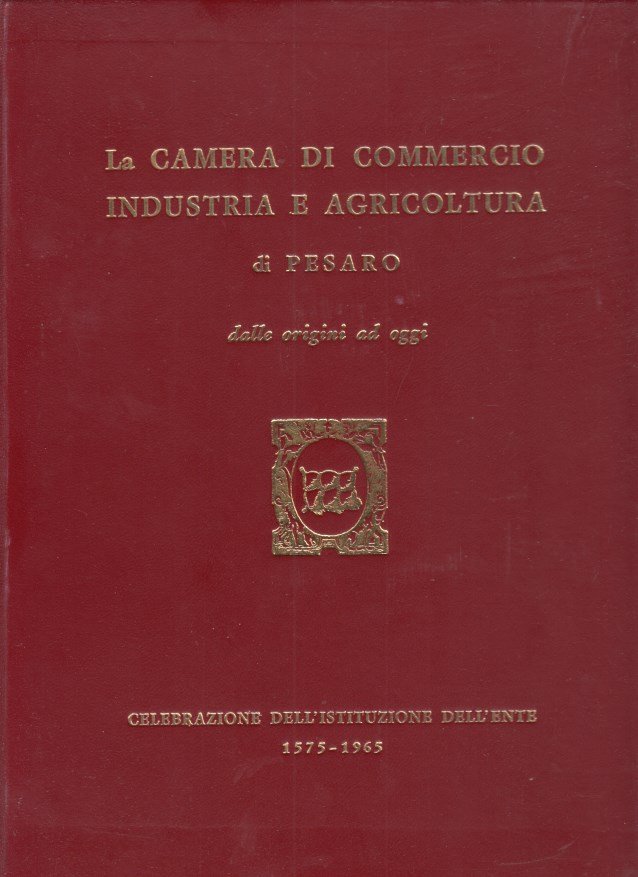 La CAMERA DI COMMERCIO
INDUSTRIA E AGRICOLTURA
di PESARO
dalle origini ad oggi
CELEBRAZIONE DELL'ISTITUZIONE DELL'ENTE
1575-1965